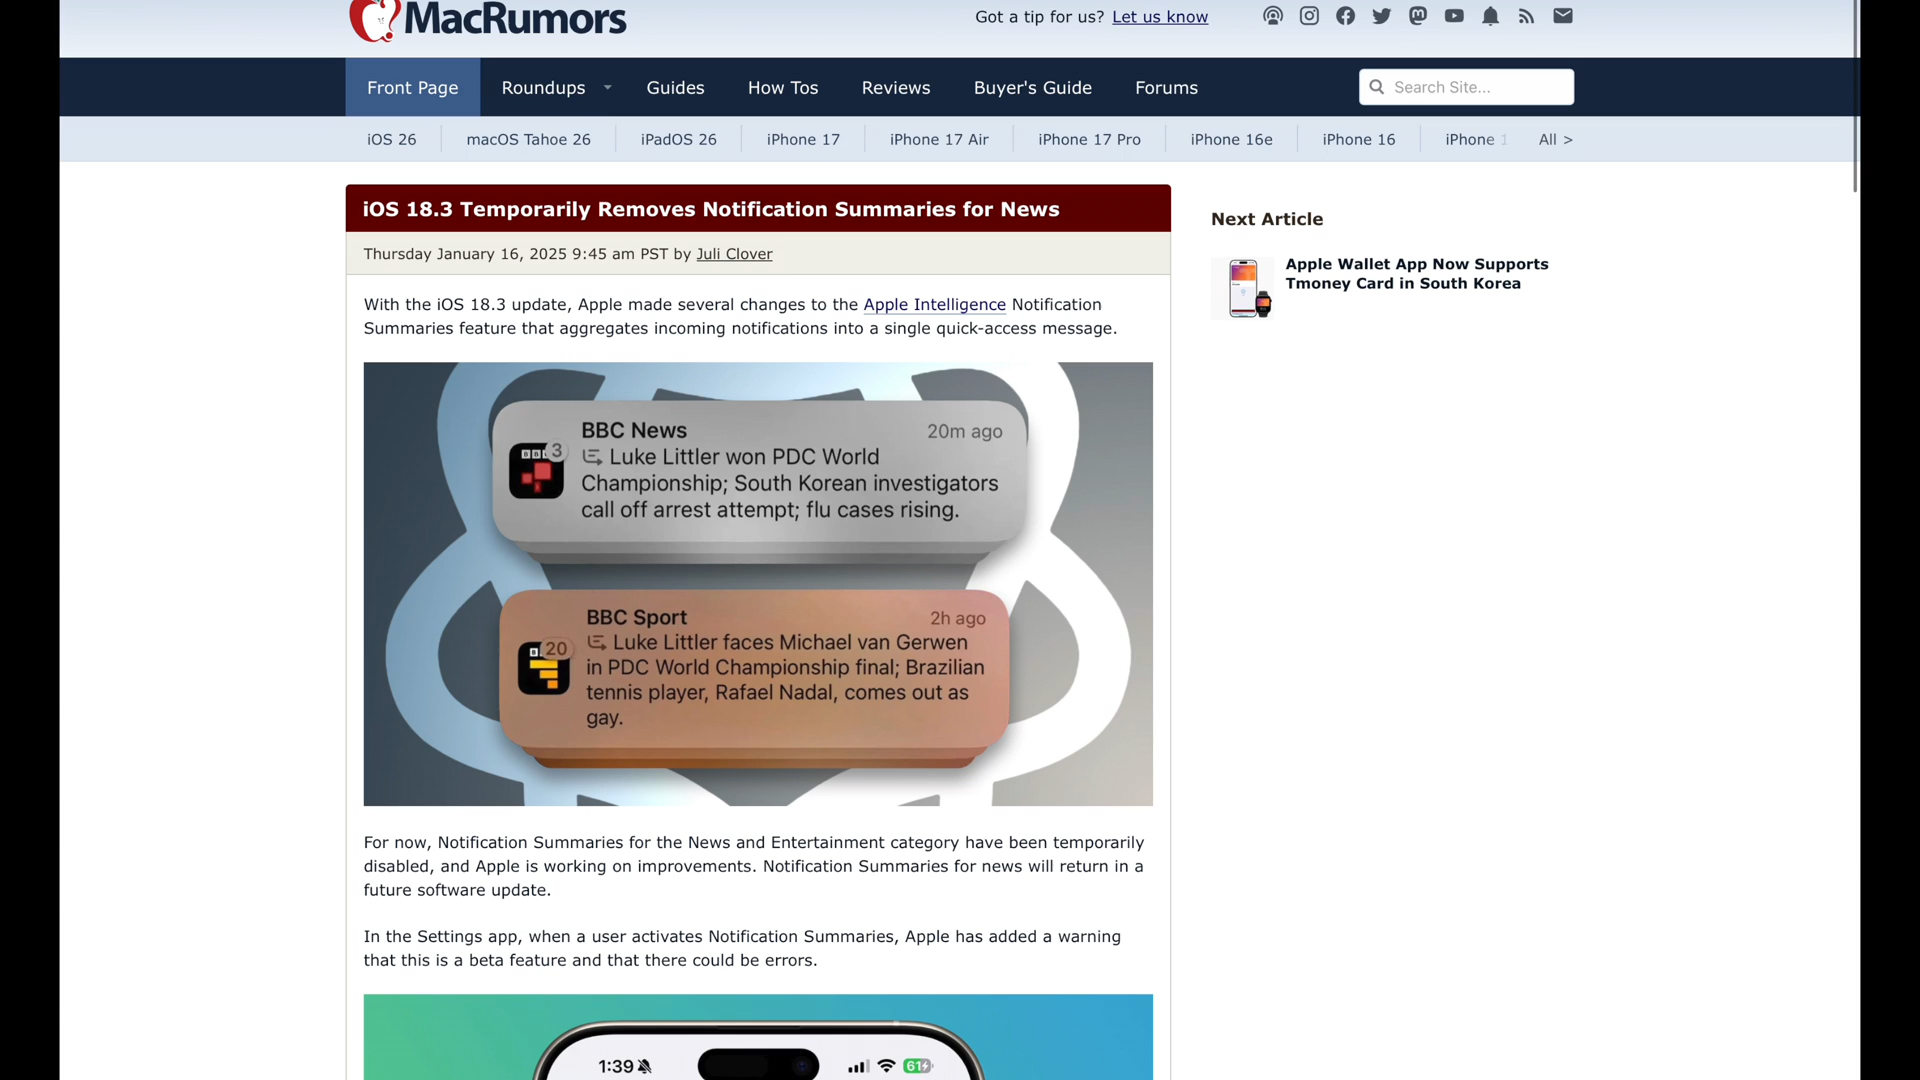 MacRumors
Got a tip for us? Let us know
Front Page
Roundups
Guides
How Tos
Reviews
Buyer's Guide
Forums
Search Site...
iOS 26
macOS Tahoe 26
iPadOS 26
iPhone 17
iPhone 17 Air
iPhone 17 Pro
iPhone 16e
iPhone 16
iPhone 1
All >
iOS 18.3 Temporarily Removes Notification Summaries for News
Thursday January 16, 2025 9:45 am PST by Juli Clover
With the iOS 18.3 update, Apple made several changes to the Apple Intelligence Notification
Summaries feature that aggregates incoming notifications into a single quick-access message.
BBC News
20m ago
3
Luke Littler won PDC World
Championship; South Korean investigators
call off arrest attempt; flu cases rising.
BBC Sport
2h ago
20
Luke Littler faces Michael van Gerwen
in PDC World Championship final; Brazilian
tennis player, Rafael Nadal, comes out as
gay.
For now, Notification Summaries for the News and Entertainment category have been temporarily
disabled, and Apple is working on improvements. Notification Summaries for news will return in a
future software update.
In the Settings app, when a user activates Notification Summaries, Apple has added a warning
that this is a beta feature and that there could be errors.
1:39
61
Next Article
Apple Wallet App Now Supports
Tmoney Card in South Korea